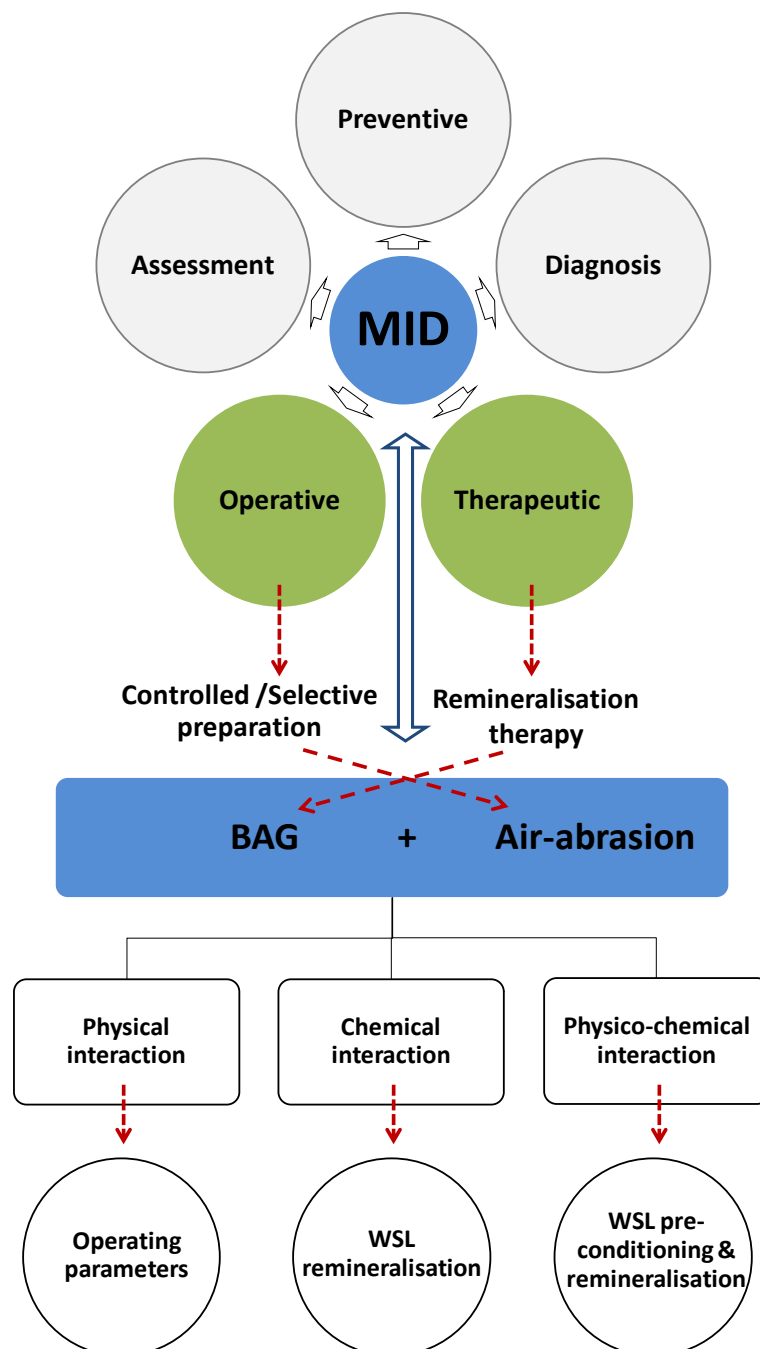 Preventive
Assessment
Diagnosis
MID
Operative
Therapeutic
Controlled /Selective
preparation
Remineralisation
therapy
BAG + Air-abrasion
Physical
interaction
Chemical
interaction
Physico-chemical
interaction
Operating
parameters
WSL
remineralisation
WSL pre-
conditioning &
remineralisation